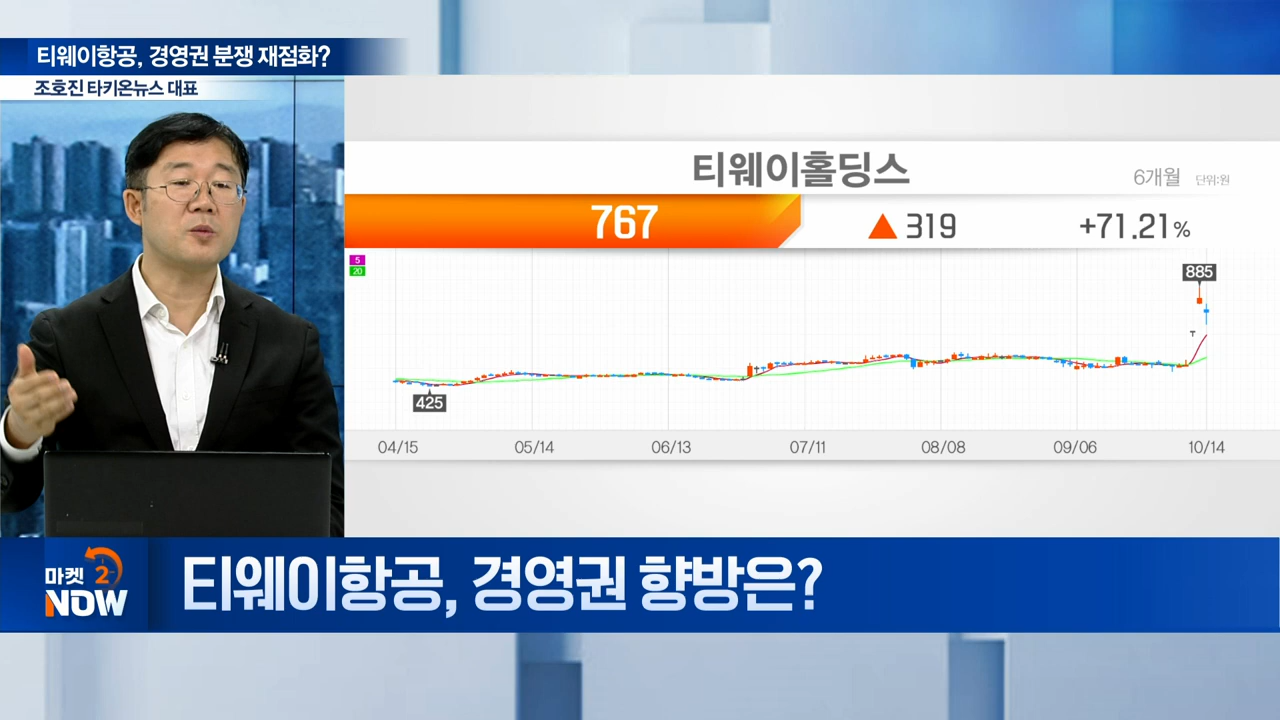 티웨이항공, 경영권 분쟁 재점화?
조호진 타키온뉴스 대표
티웨이홀딩스
6개월 단위:원
767 ▲ 319 +71.21%
5
20
885
425
04/15 05/14 06/13 07/11 08/08 09/06 10/14
마켓 2
NOW
티웨이항공, 경영권 향방은?